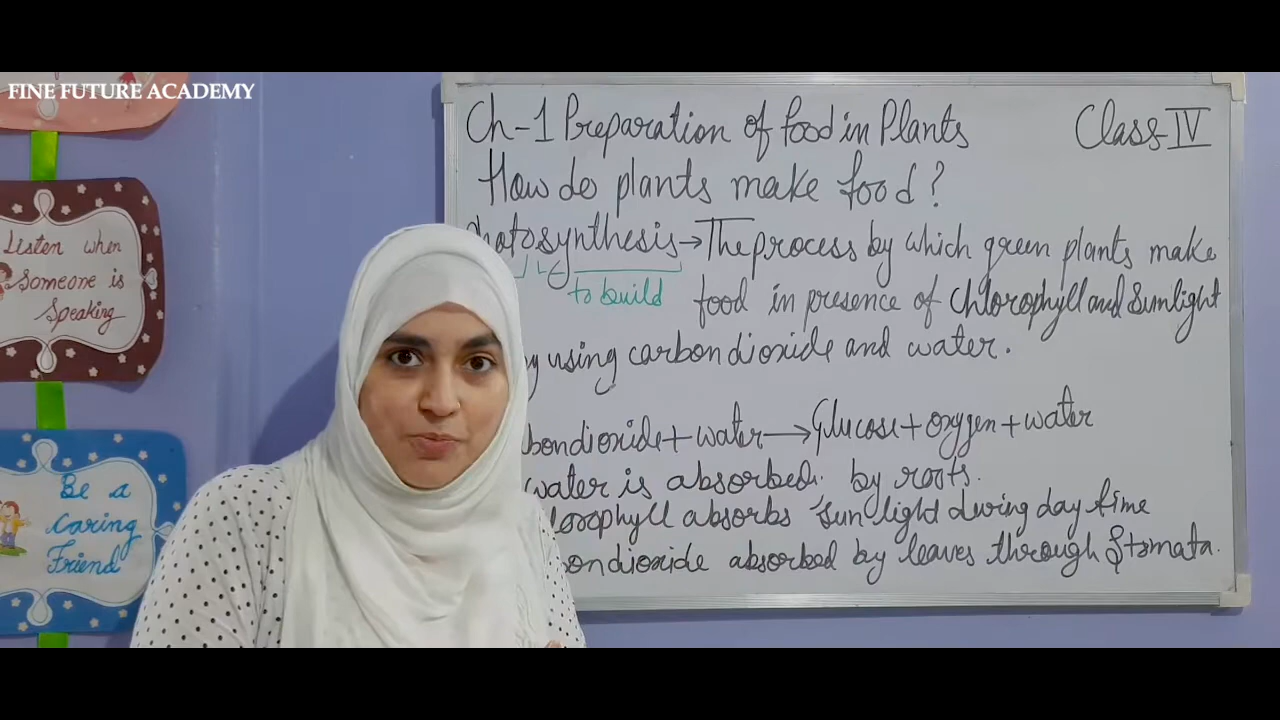 FINE FUTURE ACADEMY
Listen when
Someone is
Speaking
Be a
Caring
Friend
Ch-1 Preparation of food in Plants Class-IV
How do plants make food?
Photosynthesis→The process by which green plants make
to build
food in presence of chlorophyll and Sunlight
by using carbondioxide and water.
bondioxide+water→Glucose+oxygen+water
water is absorbed. by roots.
lorophyll absorbs sunlight during day time
ondioxide absorbed by leaves through Stomata.